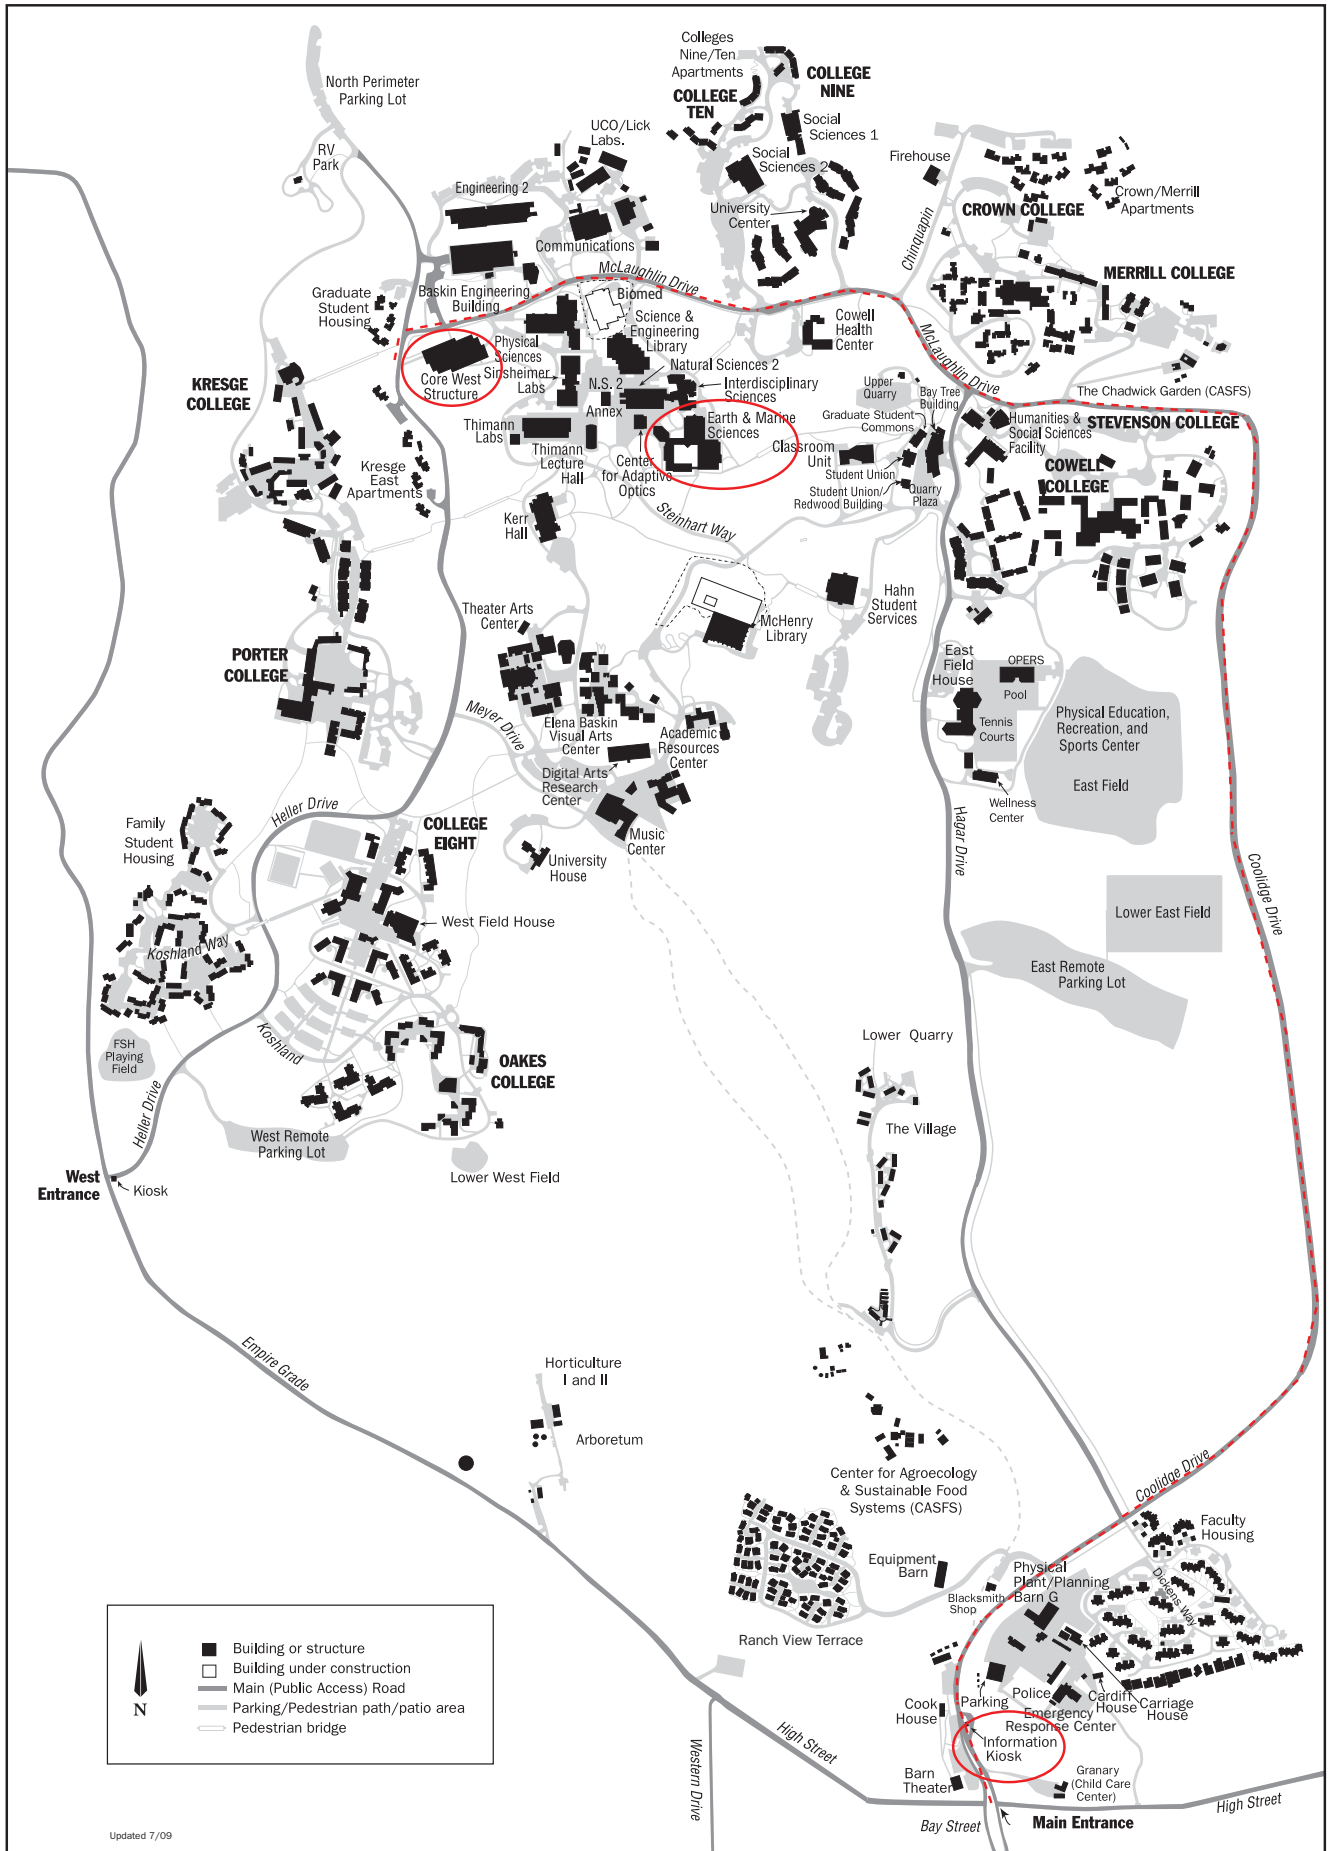 Colleges
Nine/Ten
Apartments
COLLEGE
NINE
COLLEGE
TEN
North Perimeter
Parking Lot
UCO/Lick
Labs.
Social
Sciences 1
RV
Park
Social
Sciences 2
Firehouse
Engineering 2
Crown/Merrill
Apartments
University
Center
CROWN COLLEGE
Chinquapin
Communications
McLaughlin Drive
MERRILL COLLEGE
Graduate
Student
Housing
Baskin Engineering
Building
Biomed
Science &
Engineering
Library
Cowell
Health
Center
McLaughlin Drive
Physical
Sciences
Sinsheimer
Labs
Natural Sciences 2
KRESGE
COLLEGE
Core West
Structure
N.S. 2
Annex
Interdisciplinary
Sciences
Upper
Quarry
Bay Tree
Building
The Chadwick Garden (CASFS)
Graduate Student
Commons
Earth & Marine
Sciences
Humanities &
Social Sciences
Facility
STEVENSON COLLEGE
Thimann
Labs
Thimann
Lecture
Hall
Center
for Adaptive
Optics
Classroom
Unit
Student Union
Kresge
East
Apartments
COWELL
COLLEGE
Student Union/
Redwood Building
Quarry
Plaza
Kerr
Hall
Steinhart Way
Hahn
Student
Services
Theater Arts
Center
McHenry
Library
PORTER
COLLEGE
East
Field
House
OPERS
Pool
Meyer Drive
Elena Baskin
Visual Arts
Center
Academic
Resources
Center
Tennis
Courts
Physical Education,
Recreation, and
Sports Center
Digital Arts
Research
Center
East Field
Heller Drive
Wellness
Center
Family
Student
Housing
COLLEGE
EIGHT
Music
Center
Hagar Drive
University
House
Coolidge Drive
West Field House
Lower East Field
Koshland Way
East Remote
Parking Lot
Koshland
FSH
Playing
Field
Lower Quarry
OAKES
COLLEGE
Heller Drive
The Village
West Remote
Parking Lot
West
Entrance
Kiosk
Lower West Field
Empire Grade
Horticulture
I and II
Arboretum
Center for Agroecology
& Sustainable Food
Systems (CASFS)
Coolidge Drive
Faculty
Housing
Equipment
Barn
Physical
Plant/Planning
Barn G
Dickens Way
Blacksmith
Shop
Ranch View Terrace
Building or structure
Building under construction
Main (Public Access) Road
Parking/Pedestrian path/patio area
Pedestrian bridge
N
Cook
House
Parking
Police
Cardiff
House
Carriage
House
Emergency
Response Center
Information
Kiosk
High Street
Western Drive
Barn
Theater
Granary
(Child Care
Center)
High Street
Bay Street
Main Entrance
Updated 7/09